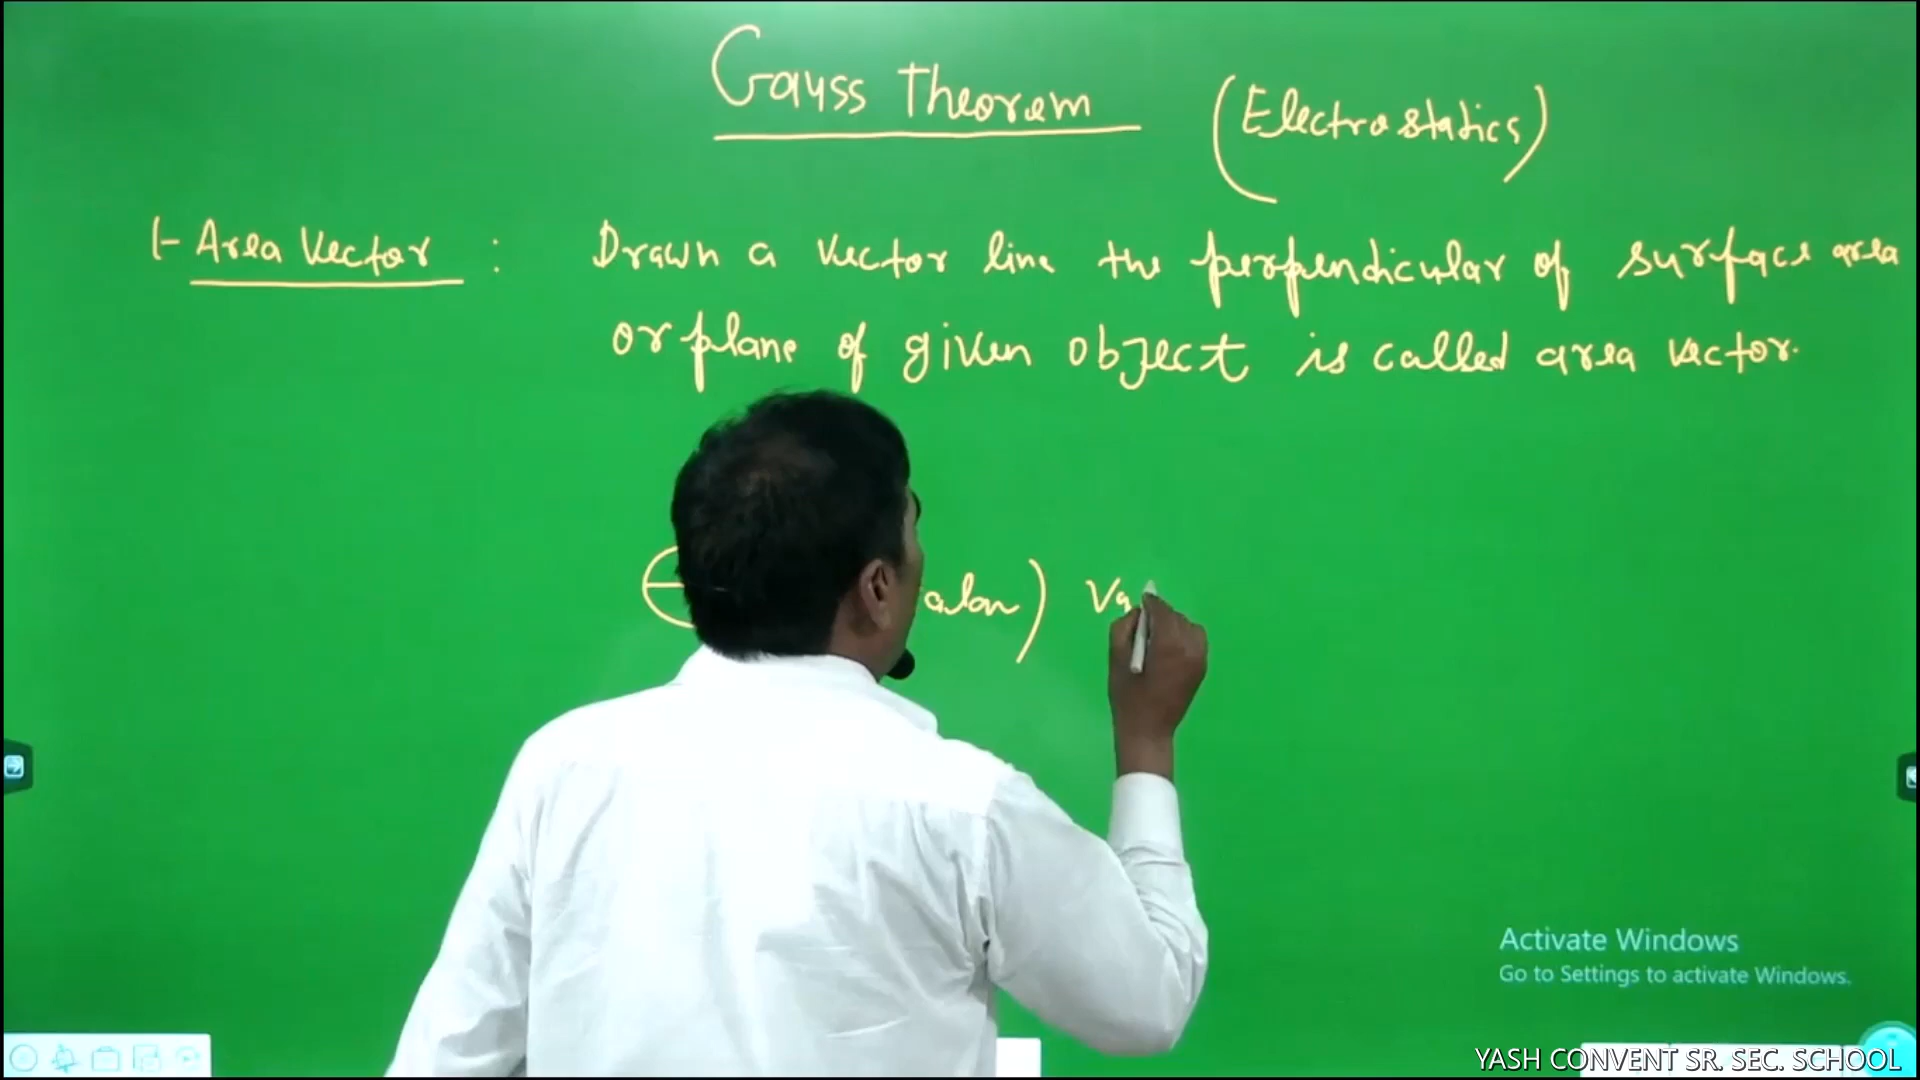 Gauss Theorem (Electrostatics)
1- Area Vector : Drawn a vector line the perpendicular of surface area
or plane of given object is called area vector.
Activate Windows
Go to Settings to activate Windows.
YASH CONVENT SR. SEC. SCHOOL